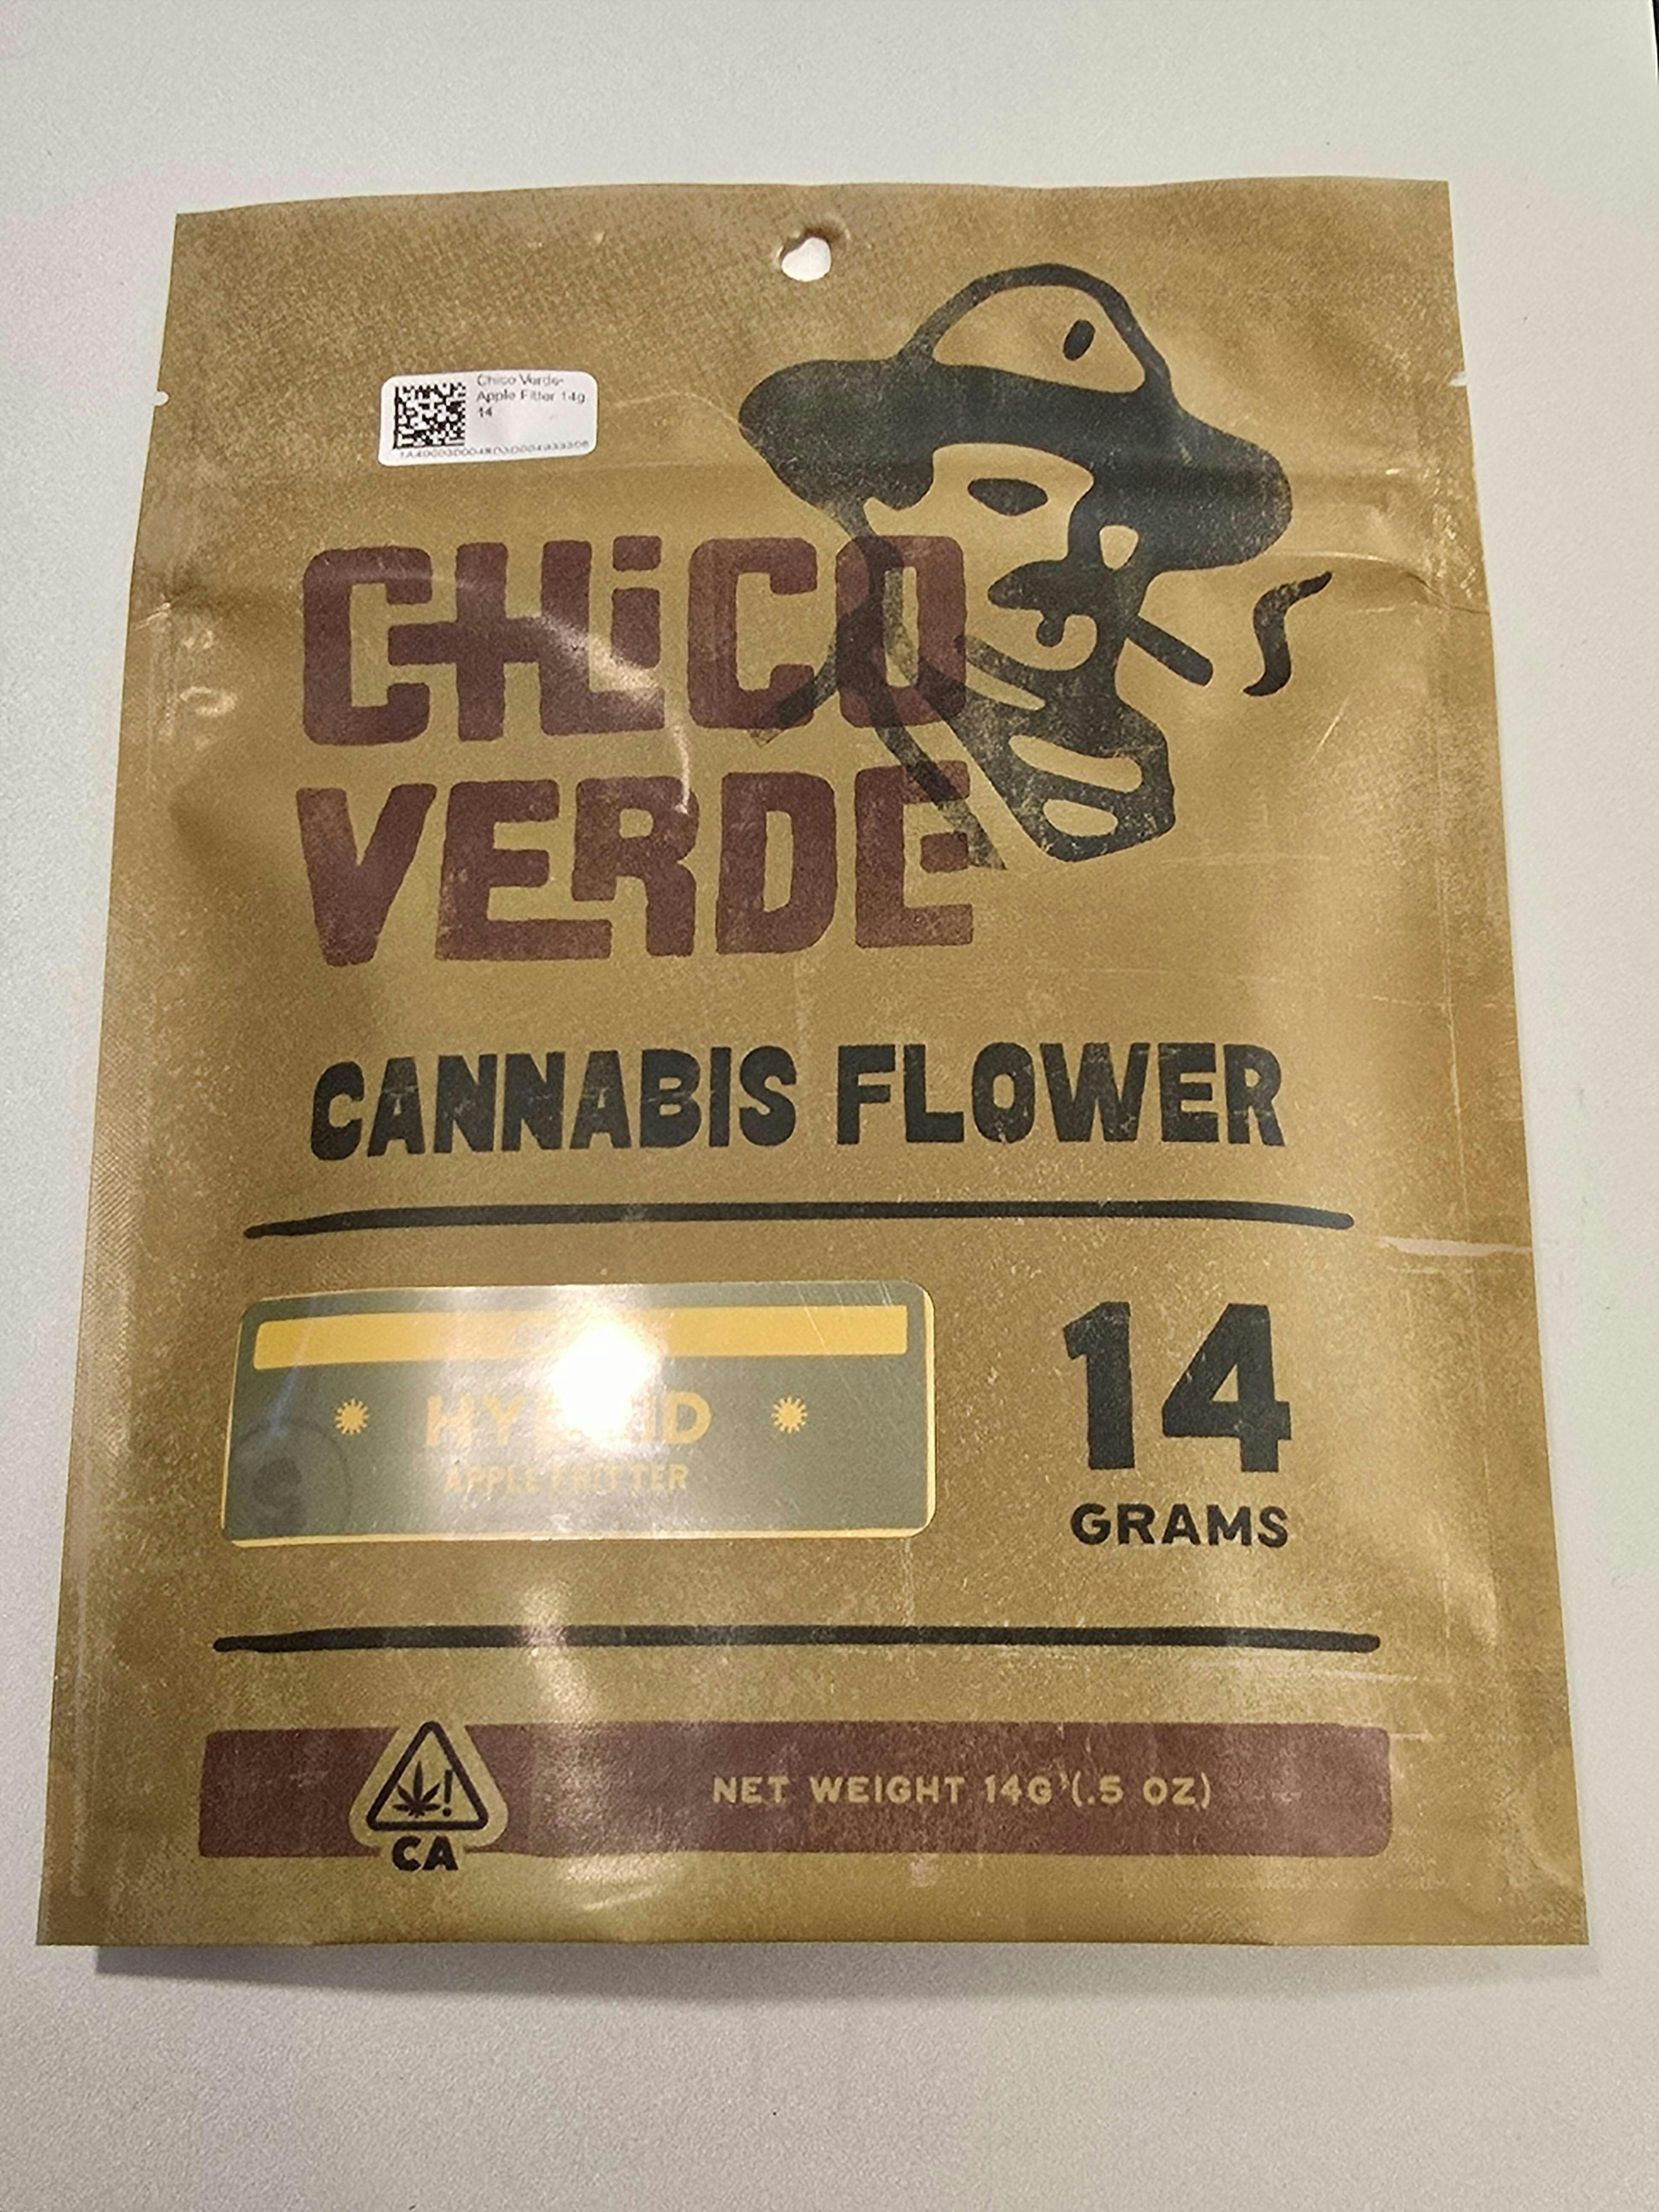 Chico Verde-
Apple Fitter 14g
14
CHiCO
VERDE
CANNABIS FLOWER
HYBRID
APPLE FRITTER
14
GRAMS
NET WEIGHT 14G (.5 OZ)
CA